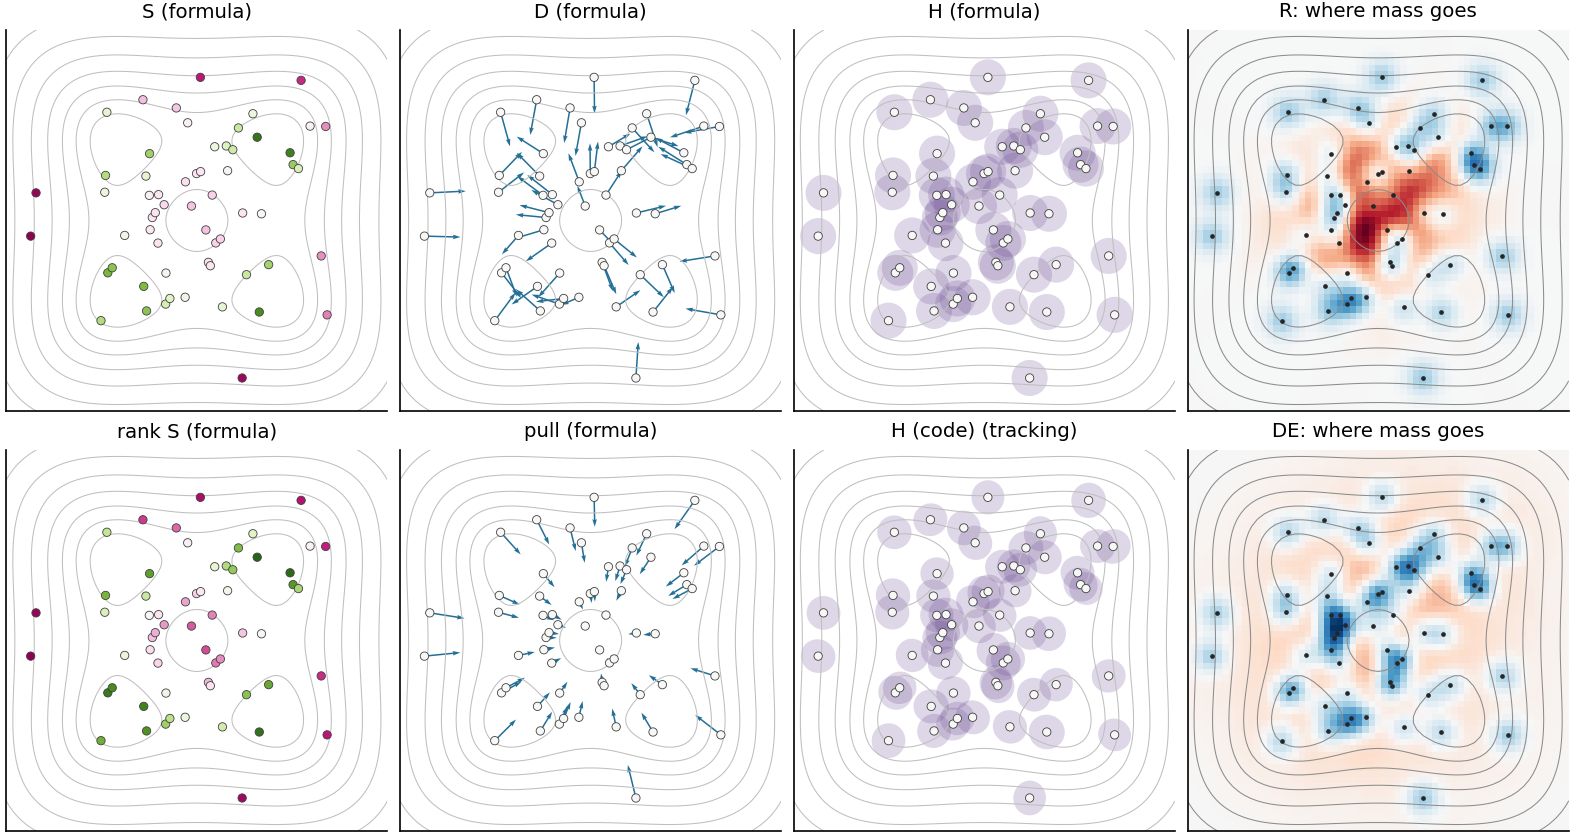 S (formula)
D (formula)
H (formula)
R: where mass goes
rank S (formula)
pull (formula)
H (code) (tracking)
DE: where mass goes